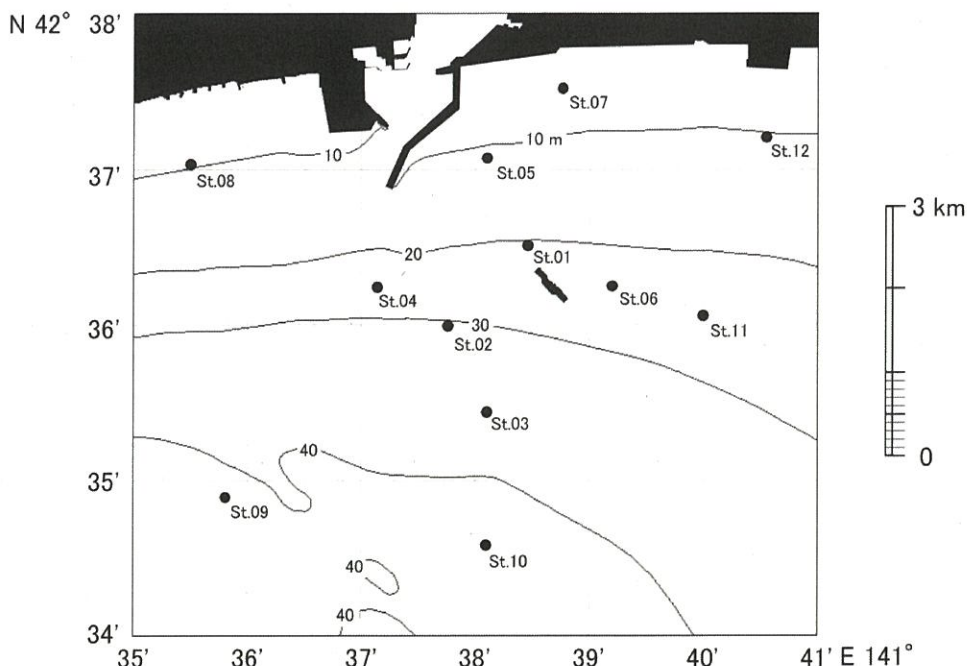 N 42° 38'
St.07
10 m
St.12
10
37'
St.08
St.05
3 km
20
St.01
St.04
St.06
St.11
36'
30
St.02
St.03
40
35'
0
St.09
St.10
40
40
34'
35' 36' 37' 38' 39' 40' 41' E 141°